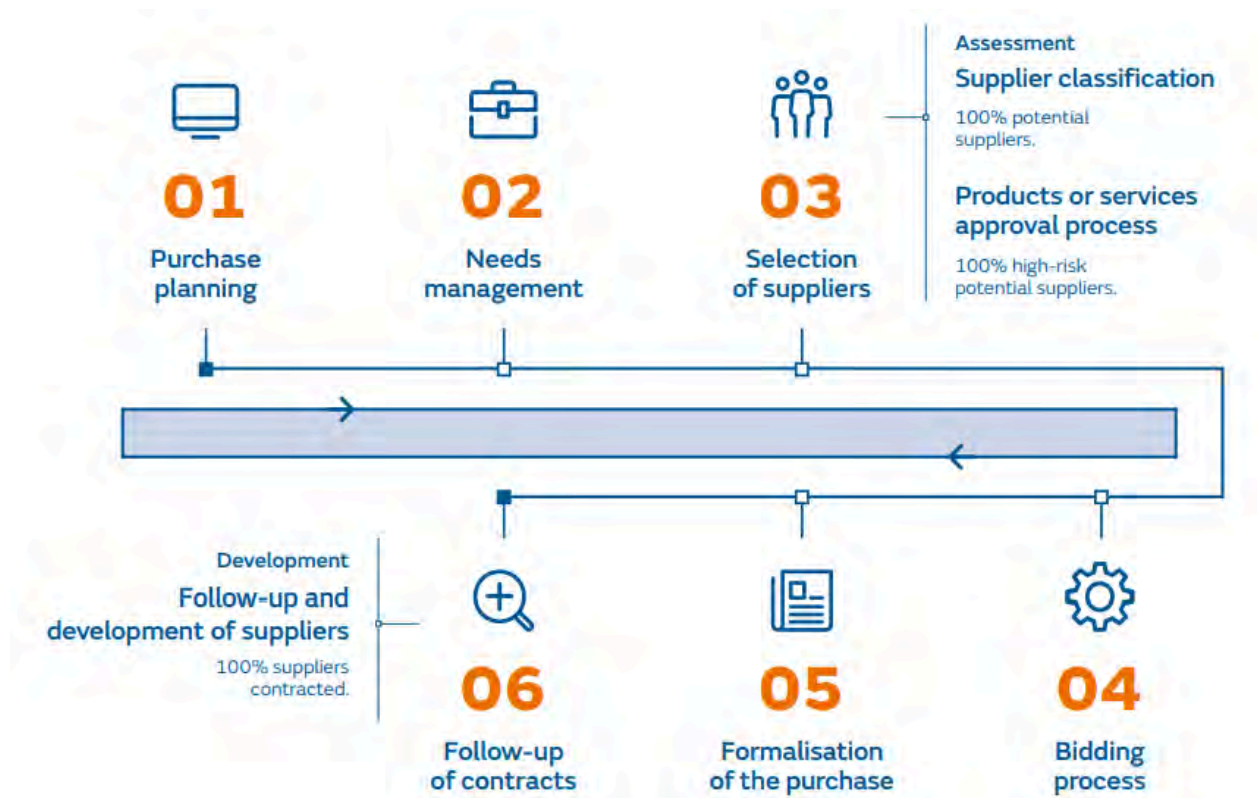 01
Purchase
planning
02
Needs
management
03
Selection
of suppliers
Assessment
Supplier classification
100% potential
suppliers.
Products or services
approval process
100% high-risk
potential suppliers.
04
Bidding
process
05
Formalisation
of the purchase
06
Follow-up
of contracts
Development
Follow-up and
development of suppliers
100% suppliers
contracted.